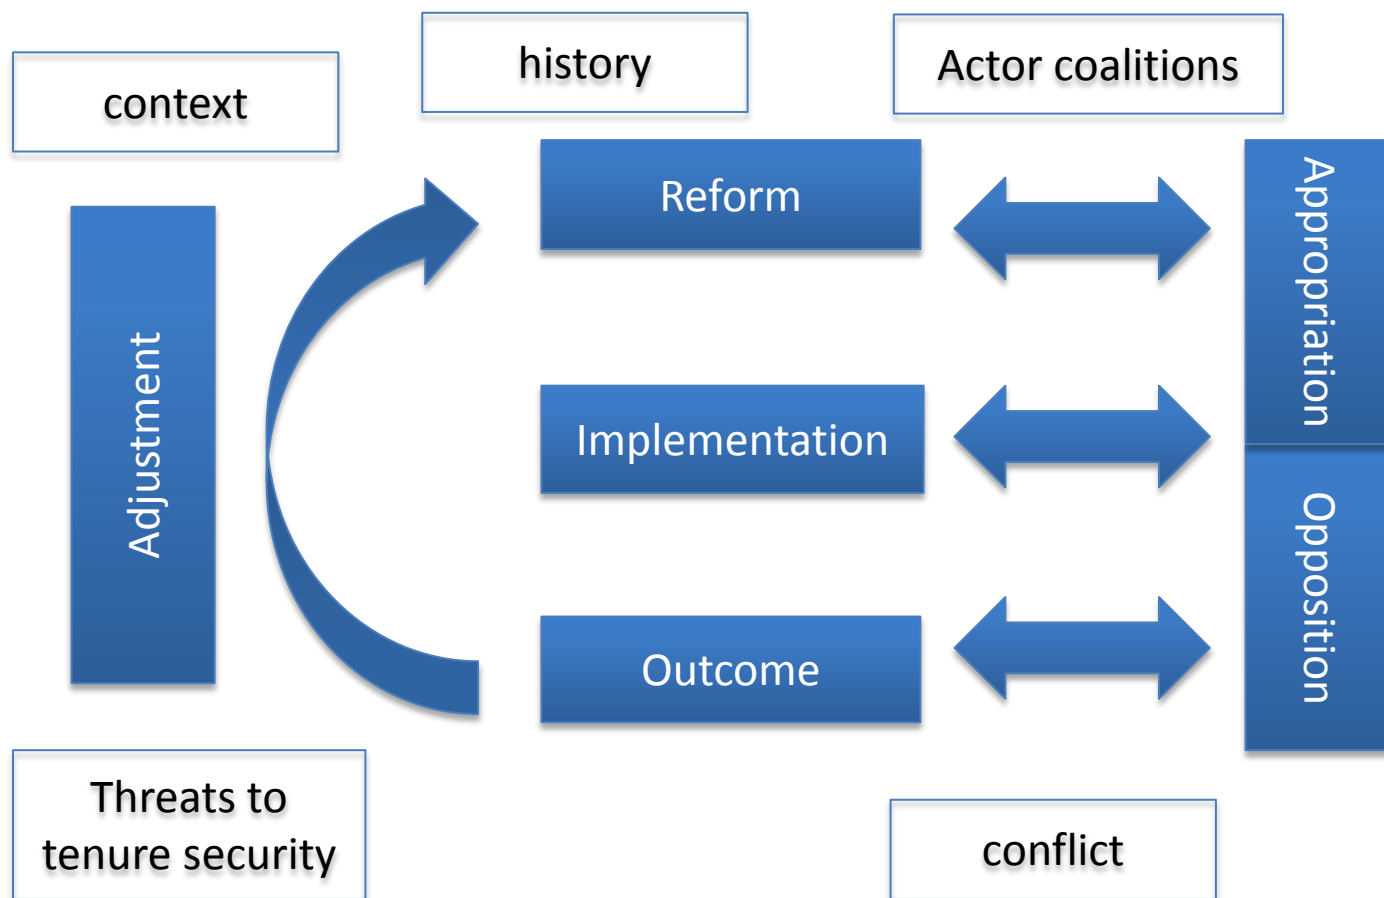 context
history
Actor coalitions
Adjustment
Reform
Implementation
Outcome
Appropriation
Opposition
Threats to
tenure security
conflict